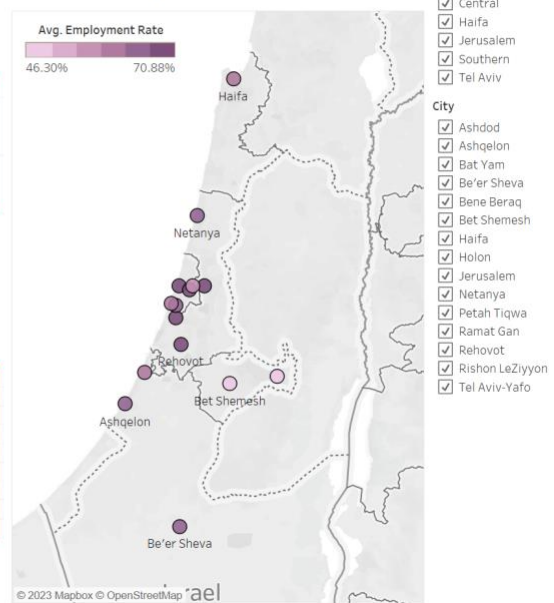 Avg. Employment Rate
46.30% 70.88%
Haifa
Netanya
Rehovot
Bet Shemesh
Ashqelon
Be'er Sheva
rael
© 2023 Mapbox © OpenStreetMap
Central
Haifa
Jerusalem
Southern
Tel Aviv
City
Ashdod
Ashqelon
Bat Yam
Be'er Sheva
Bene Beraq
Bet Shemesh
Haifa
Holon
Jerusalem
Netanya
Petah Tiqwa
Ramat Gan
Rehovot
Rishon LeZiyyon
Tel Aviv-Yafo